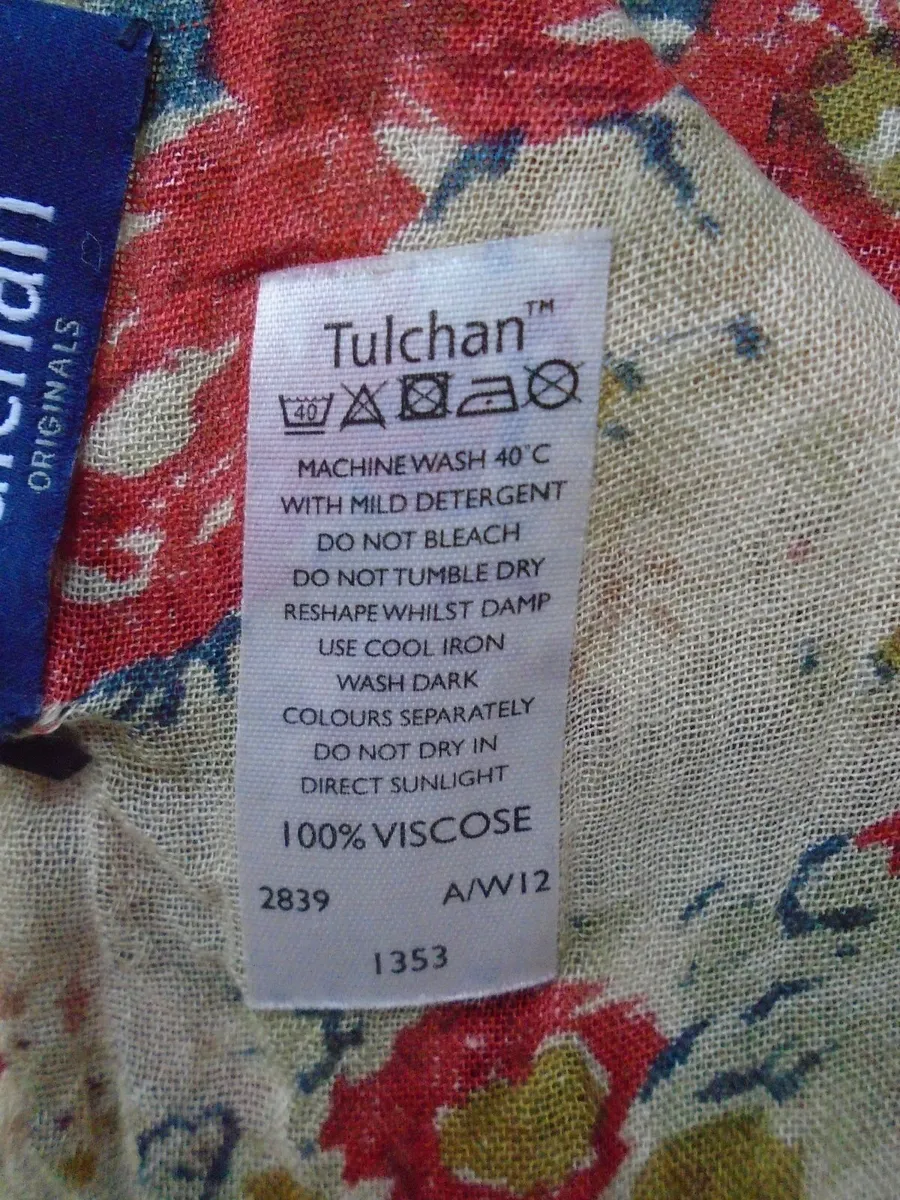 ORIGINALS
Tulchan™
40
MACHINE WASH 40°C
WITH MILD DETERGENT
DO NOT BLEACH
DO NOT TUMBLE DRY
RESHAPE WHILST DAMP
USE COOL IRON
WASH DARK
COLOURS SEPARATELY
DO NOT DRY IN
DIRECT SUNLIGHT
100% VISCOSE
2839 A/W12
1353